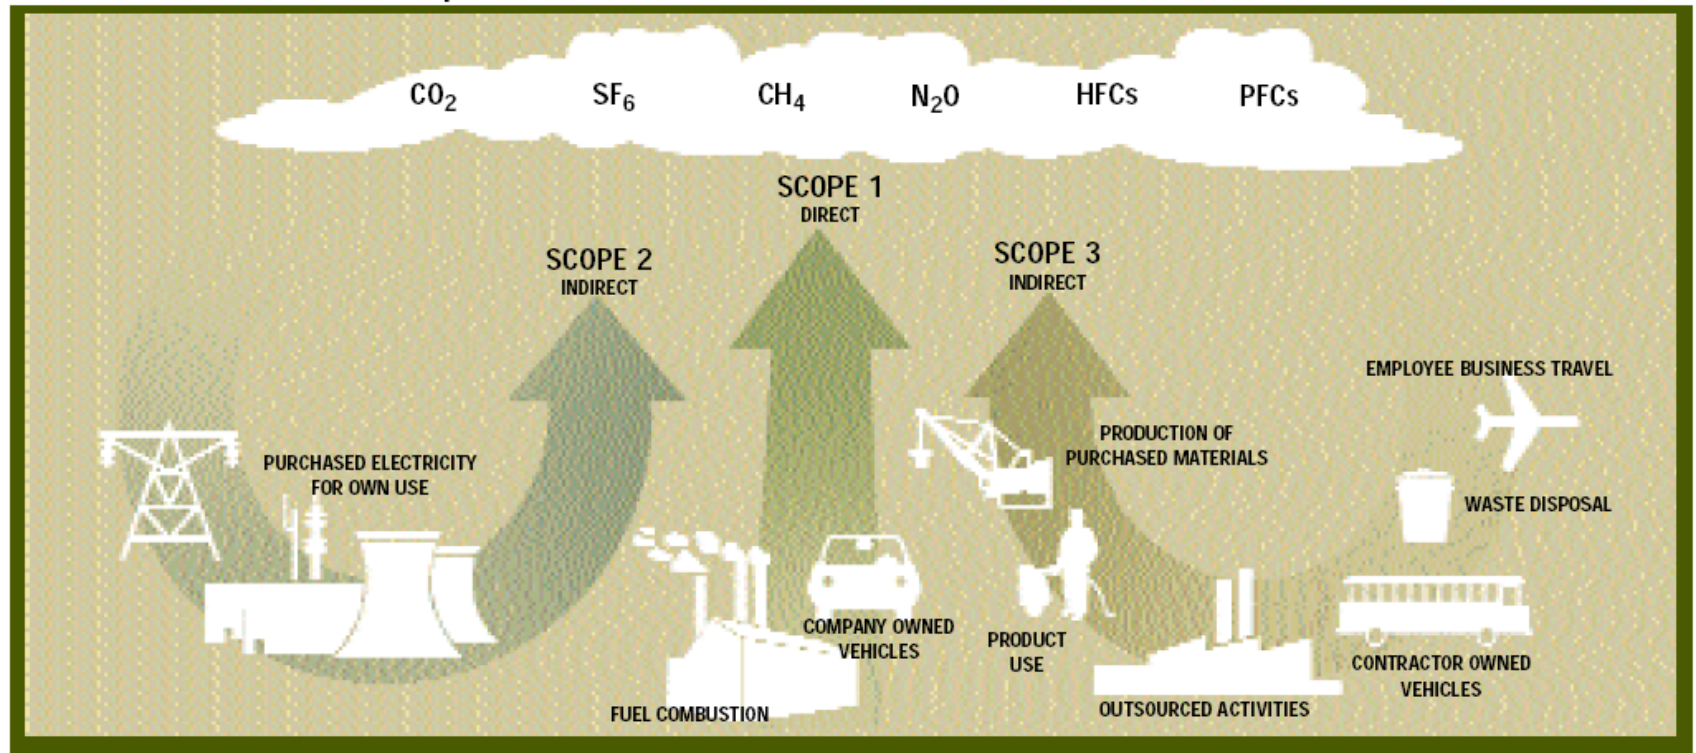 CO₂ SF₆ CH₄ N₂O HFCs PFCs
SCOPE 1
DIRECT
SCOPE 2
INDIRECT
SCOPE 3
INDIRECT
EMPLOYEE BUSINESS TRAVEL
PURCHASED ELECTRICITY
FOR OWN USE
PRODUCTION OF
PURCHASED MATERIALS
WASTE DISPOSAL
COMPANY OWNED
VEHICLES
PRODUCT
USE
CONTRACTOR OWNED
VEHICLES
FUEL COMBUSTION
OUTSOURCED ACTIVITIES